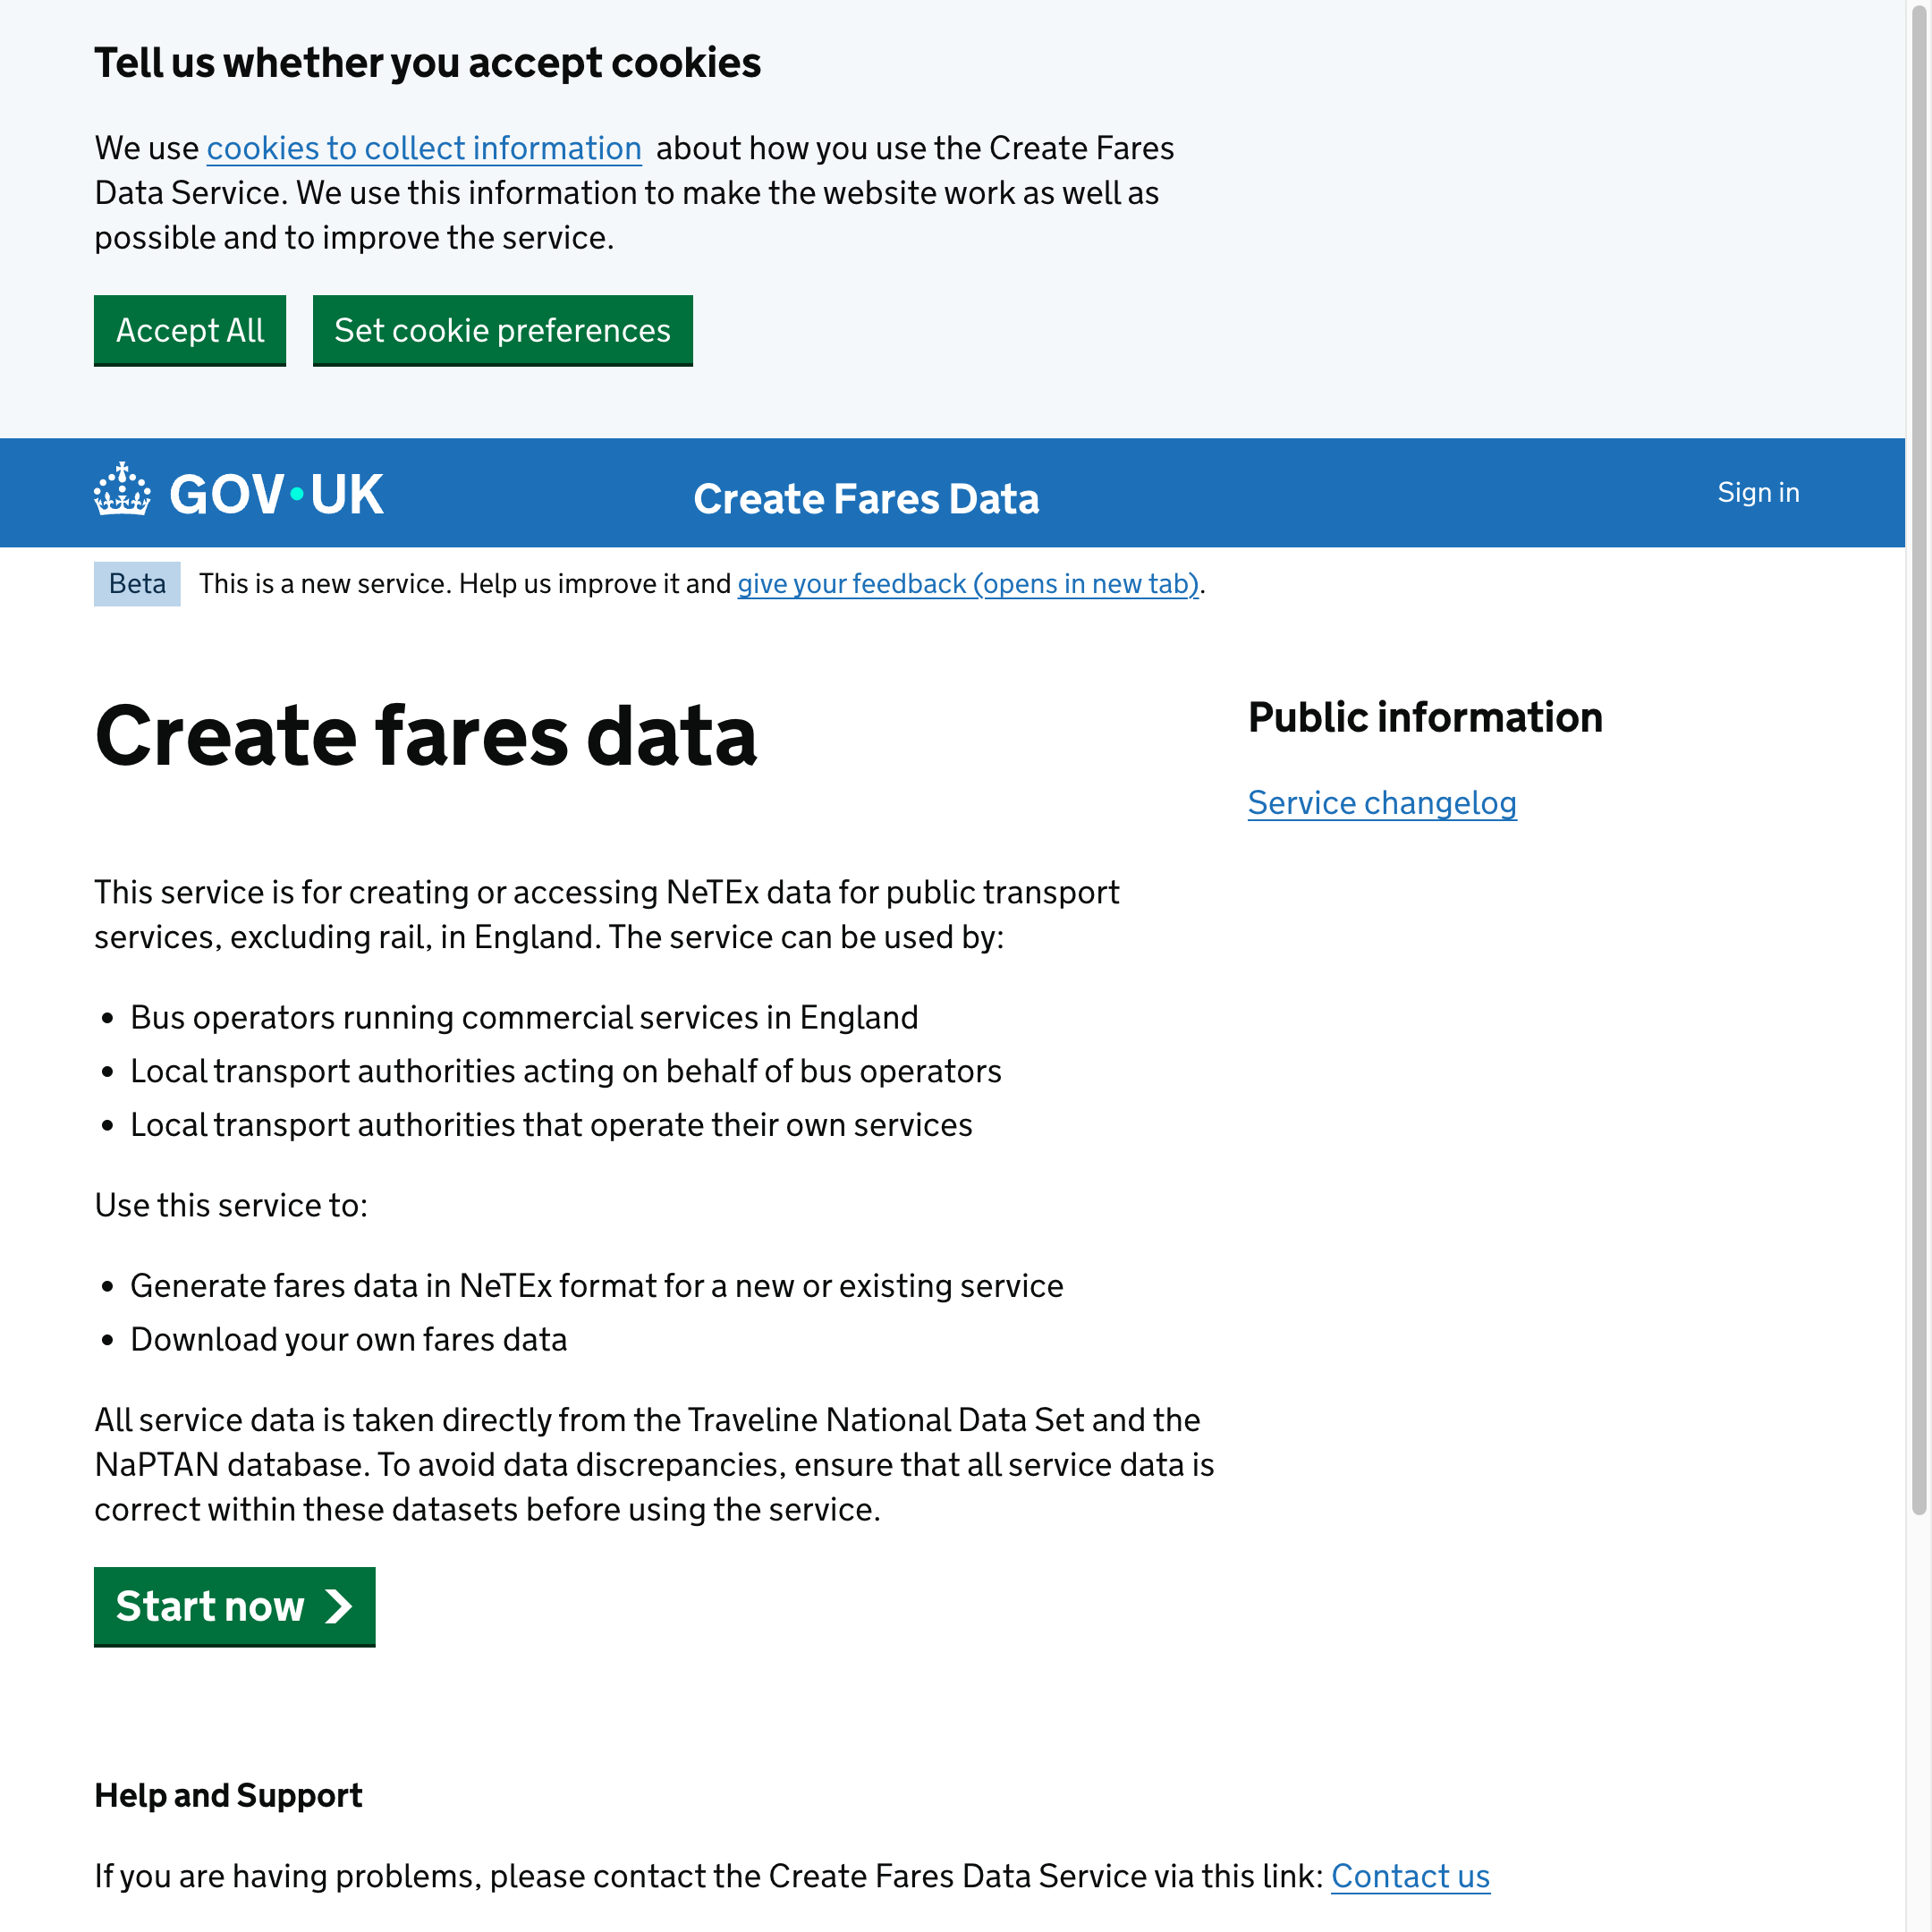 Tell us whether you accept cookies
We use cookies to collect information about how you use the Create Fares
Data Service. We use this information to make the website work as well as
possible and to improve the service.
Accept All
Set cookie preferences
GOV·UK
Create Fares Data
Sign in
Beta
This is a new service. Help us improve it and give your feedback (opens in new tab).
Create fares data
Public information
Service changelog
This service is for creating or accessing NeTEx data for public transport
services, excluding rail, in England. The service can be used by:
• Bus operators running commercial services in England
• Local transport authorities acting on behalf of bus operators
• Local transport authorities that operate their own services
Use this service to:
• Generate fares data in NeTEx format for a new or existing service
• Download your own fares data
All service data is taken directly from the Traveline National Data Set and the
NaPTAN database. To avoid data discrepancies, ensure that all service data is
correct within these datasets before using the service.
Start now
Help and Support
If you are having problems, please contact the Create Fares Data Service via this link: Contact us